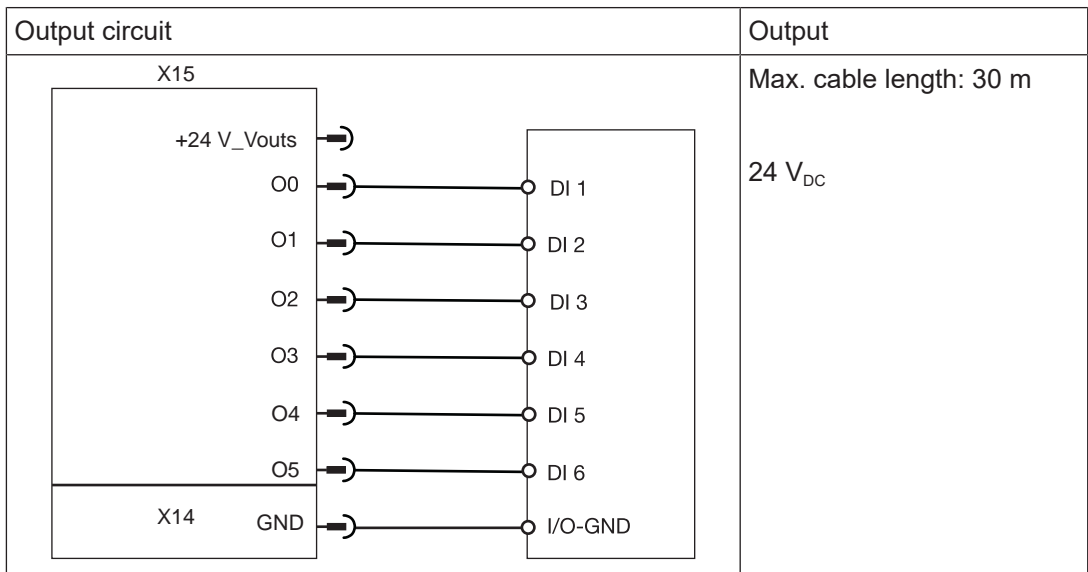 Output circuit
Output
X15
Max. cable length: 30 m
+24 V_Vouts
24 V_DC
O0
DI 1
O1
DI 2
O2
DI 3
O3
DI 4
O4
DI 5
O5
DI 6
X14
GND
I/O-GND